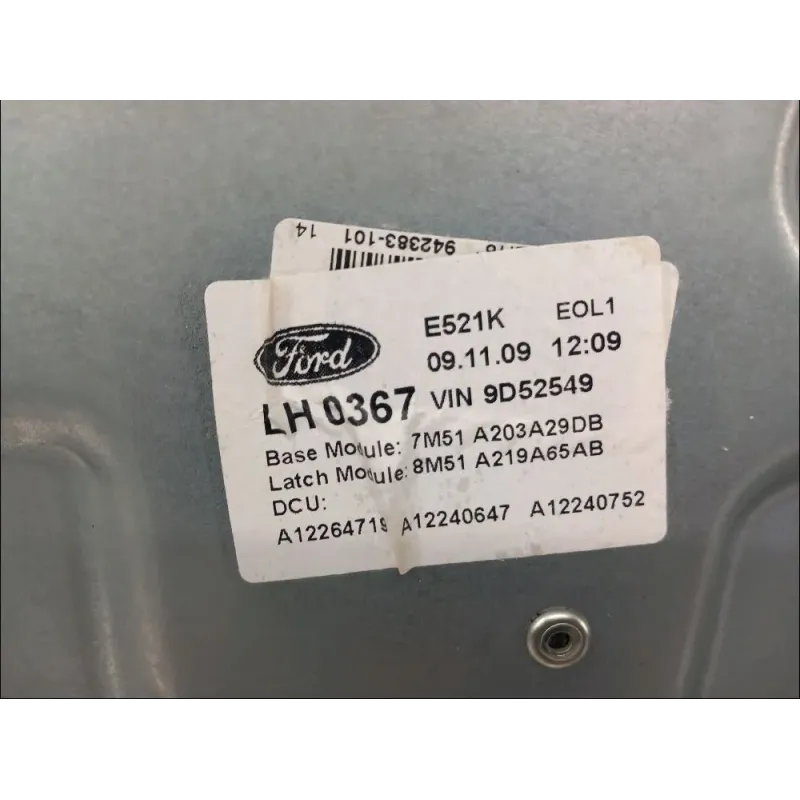 942383-101 14
Ford
E521K EOL1
09.11.09 12:09
LH 0367 VIN 9D52549
Base Module: 7M51 A203A29DB
Latch Module: 8M51 A219A65AB
DCU:
A12264719 A12240647 A12240752